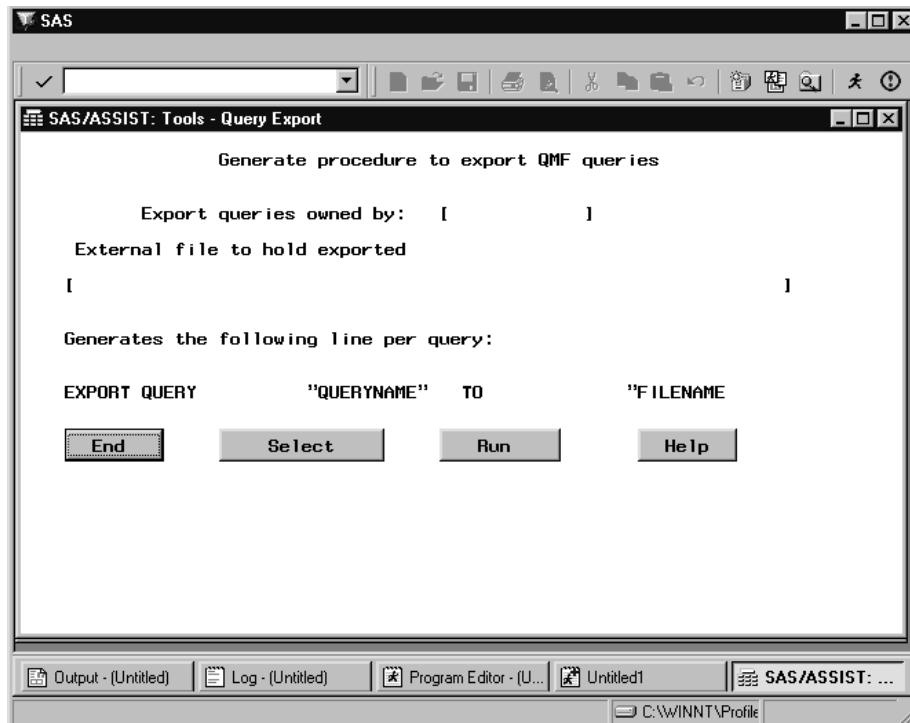 SAS
SAS/ASSIST: Tools - Query Export
Generate procedure to export QMF queries
Export queries owned by: [ ]
External file to hold exported
[ ]
Generates the following line per query:
EXPORT QUERY "QUERYNAME" TO "FILENAME
End Select Run Help
Output - (Untitled) Log - (Untitled) Program Editor - (U... Untitled1 SAS/ASSIST: ...
C:\WINNT\Profile